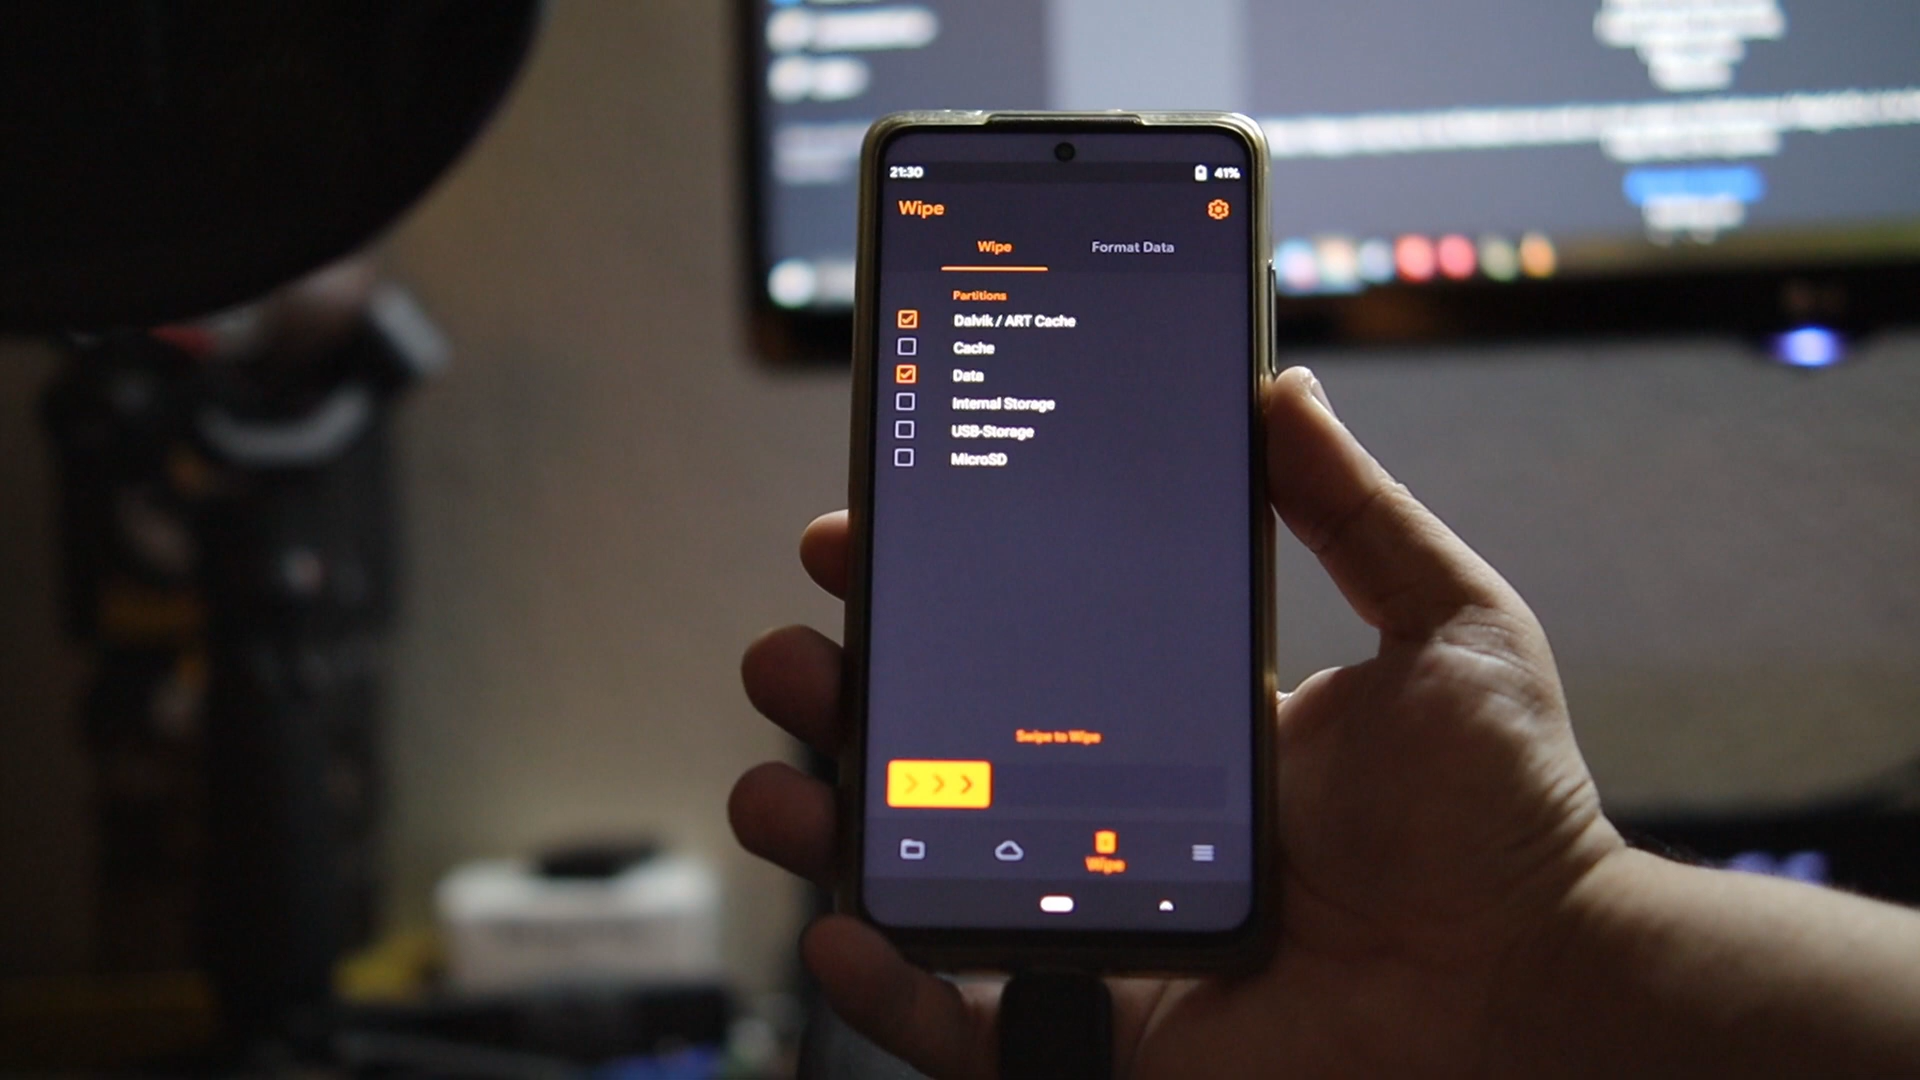 21:30
41%
Wipe
Wipe
Format Data
Partitions
Dalvik / ART Cache
Cache
Data
Internal Storage
USB-Storage
MicroSD
Swipe to Wipe
Wipe